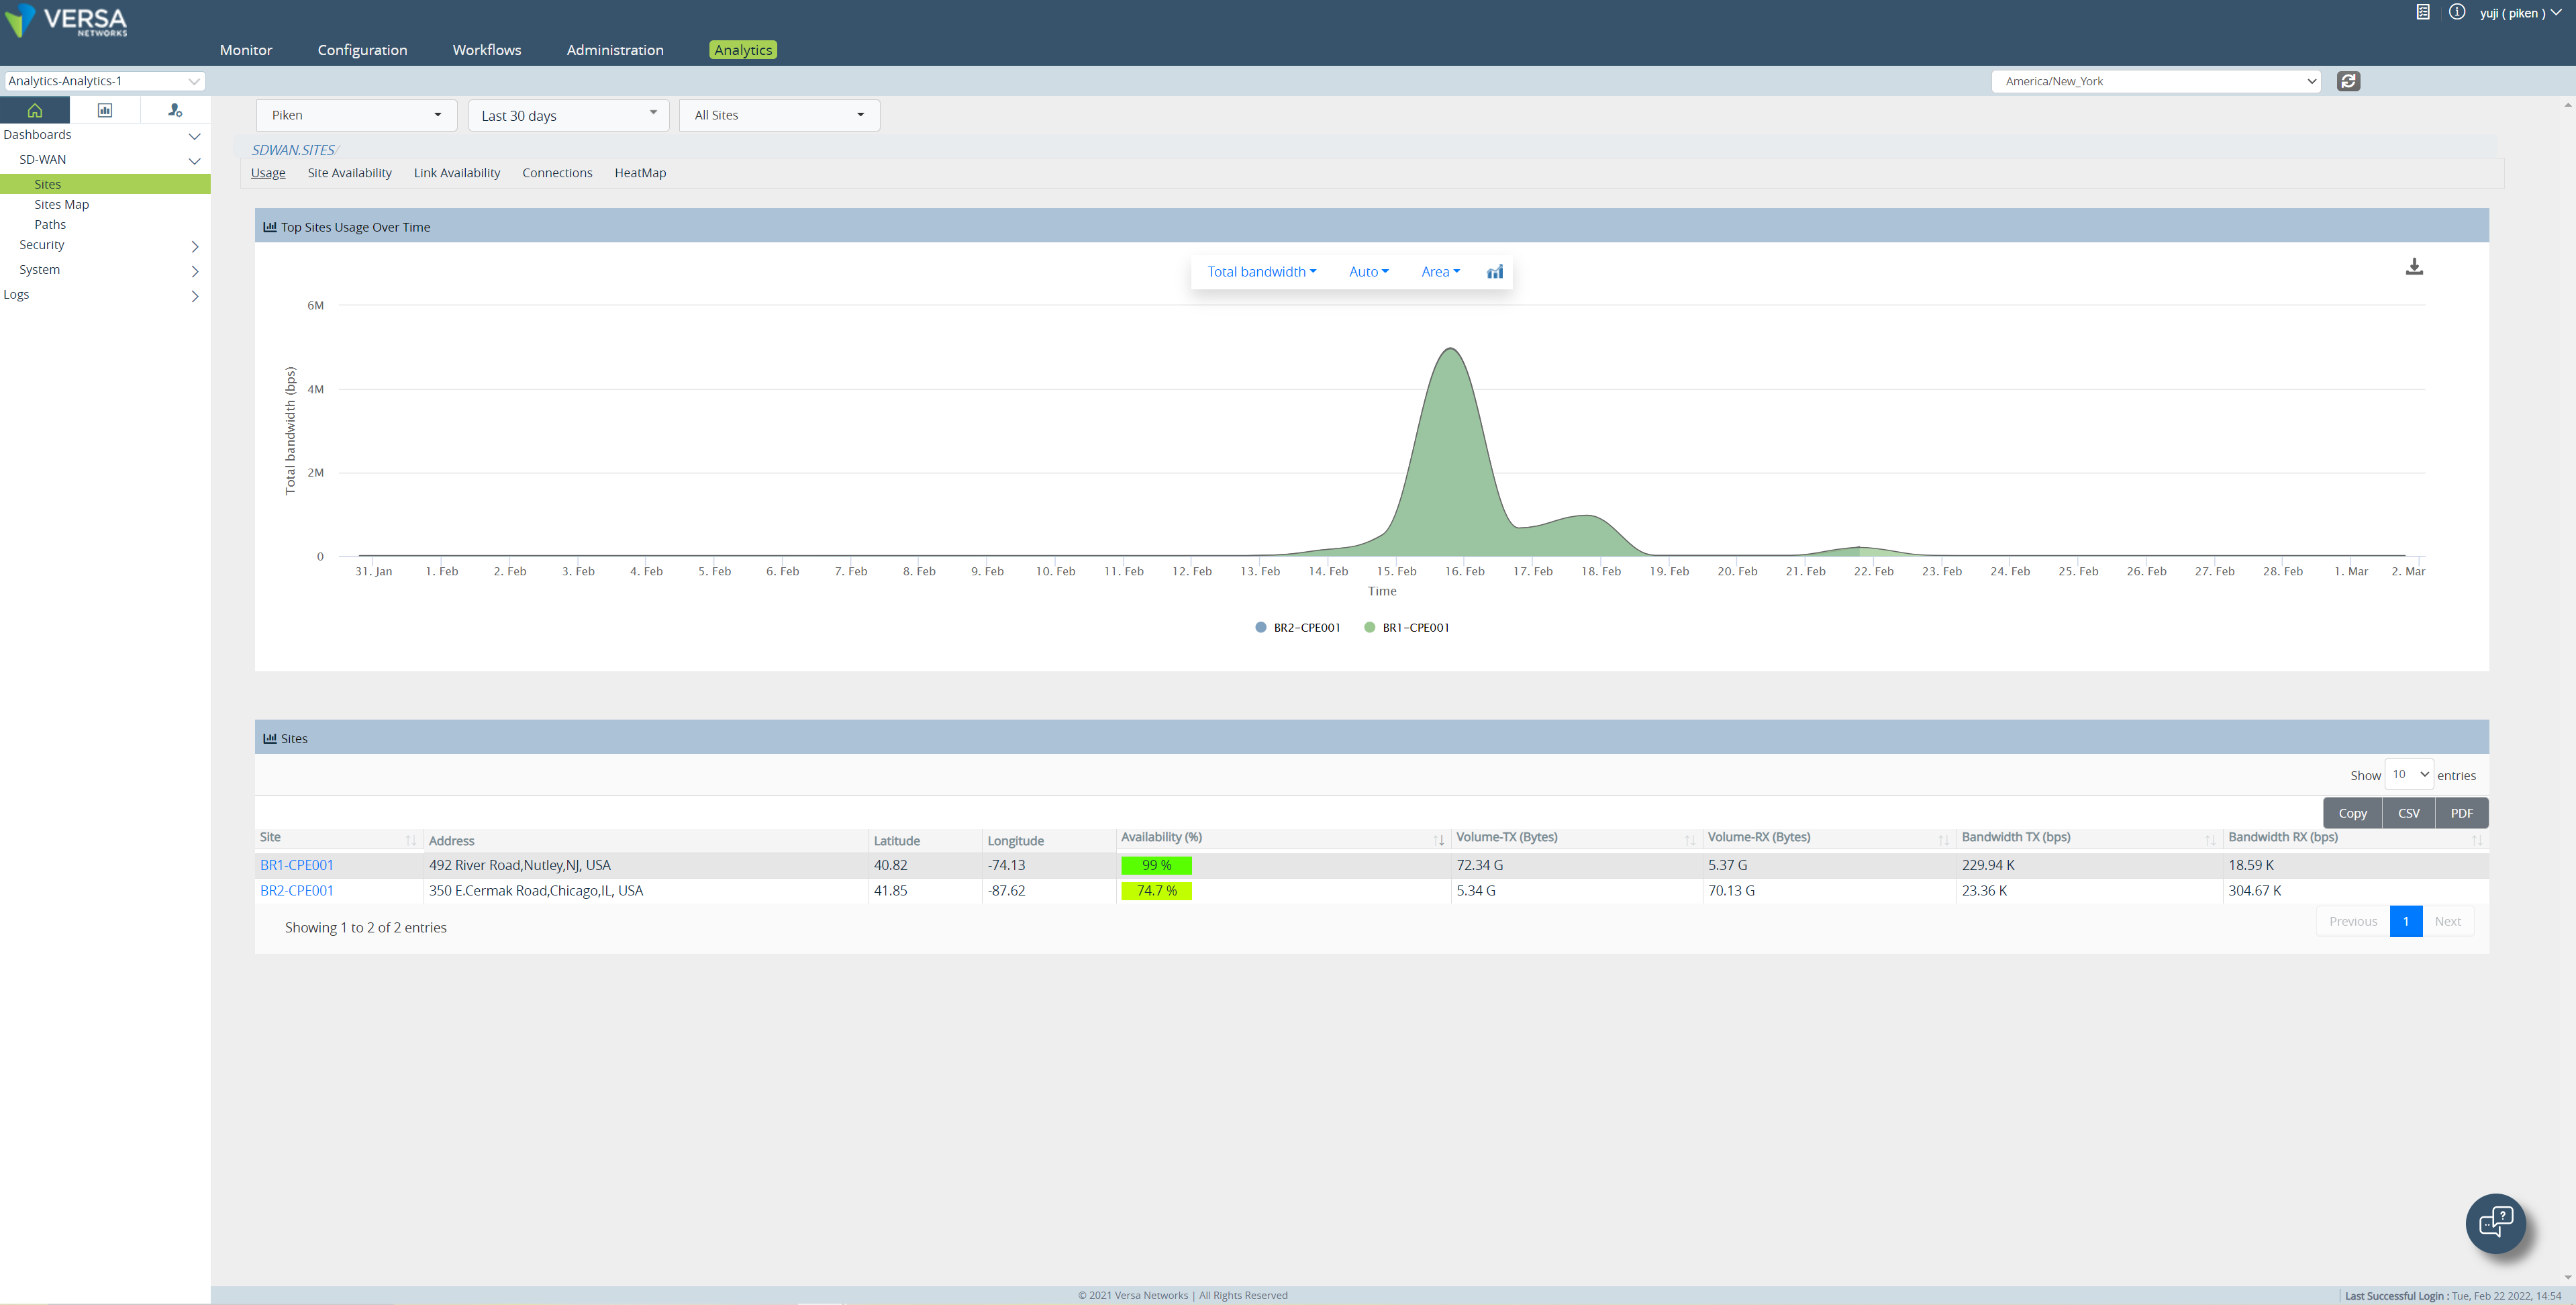 VERSA
NETWORKS
yuji ( piken )
Monitor Configuration Workflows Administration Analytics
Analytics-Analytics-1
America/New_York
Dashboards
SD-WAN
Sites
Sites Map
Paths
Security
System
Logs
Piken Last 30 days All Sites
SDWAN.SITES/
Usage Site Availability Link Availability Connections HeatMap
Top Sites Usage Over Time
Total bandwidth Auto Area
Total bandwidth (bps)
6M
4M
2M
0
31. Jan 1. Feb 2. Feb 3. Feb 4. Feb 5. Feb 6. Feb 7. Feb 8. Feb 9. Feb 10. Feb 11. Feb 12. Feb 13. Feb 14. Feb 15. Feb 16. Feb 17. Feb 18. Feb 19. Feb 20. Feb 21. Feb 22. Feb 23. Feb 24. Feb 25. Feb 26. Feb 27. Feb 28. Feb 1. Mar 2. Mar
Time
BR2-CPE001 BR1-CPE001
Sites
Show 10 entries
Copy CSV PDF
Site Address Latitude Longitude Availability (%) Volume-TX (Bytes) Volume-RX (Bytes) Bandwidth TX (bps) Bandwidth RX (bps)
BR1-CPE001 492 River Road,Nutley,NJ, USA 40.82 -74.13 99 % 72.34 G 5.37 G 229.94 K 18.59 K
BR2-CPE001 350 E.Cermak Road,Chicago,IL, USA 41.85 -87.62 74.7 % 5.34 G 70.13 G 23.36 K 304.67 K
Showing 1 to 2 of 2 entries
Previous 1 Next
© 2021 Versa Networks | All Rights Reserved
Last Successful Login : Tue, Feb 22 2022, 14:54